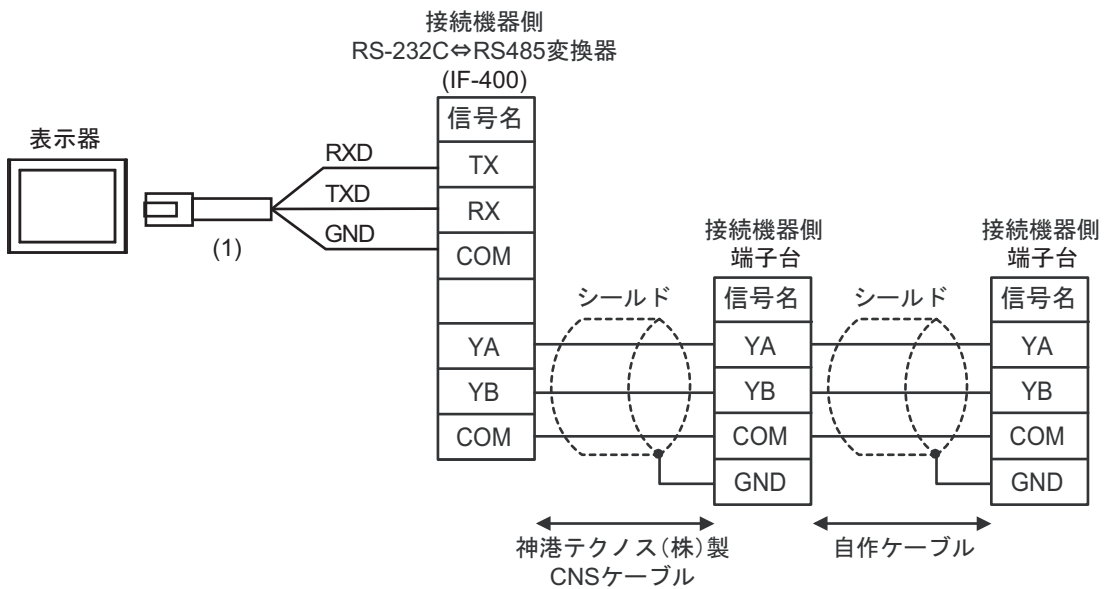 接続機器側
RS-232C⇔RS485変換器
(IF-400)
信号名
表示器
RXD
TX
TXD
RX
GND
COM
(1)
YA
YB
COM
接続機器側
端子台
信号名
シールド
YA
YB
COM
GND
接続機器側
端子台
信号名
シールド
YA
YB
COM
GND
神港テクノス(株)製
CNSケーブル
自作ケーブル